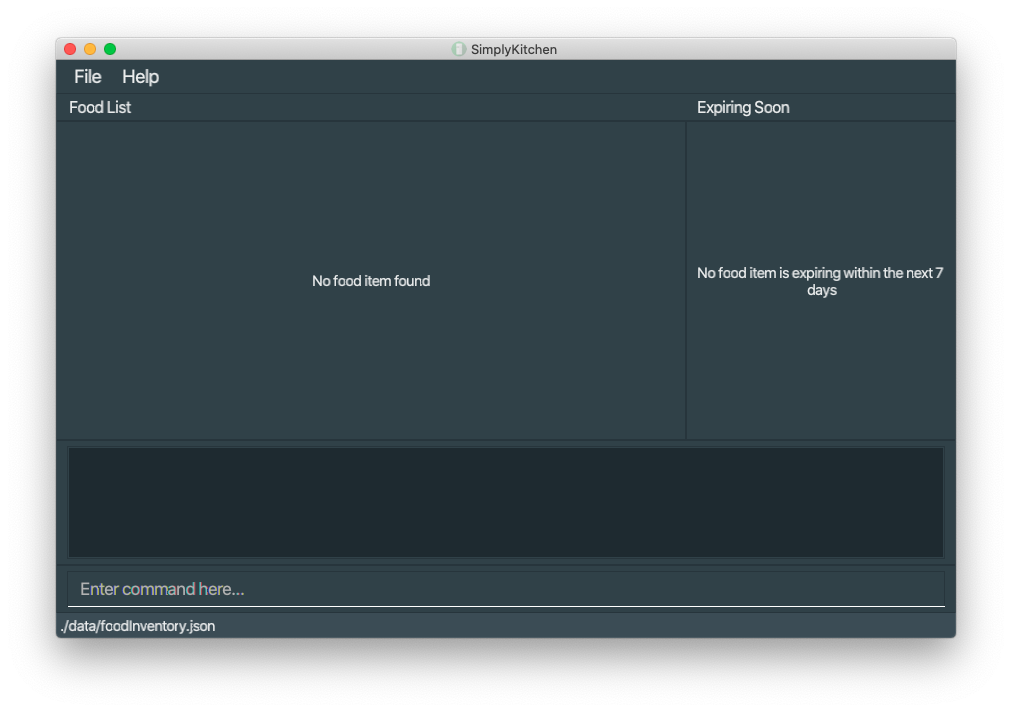 SimplyKitchen
File Help
Food List
Expiring Soon
No food item found
No food item is expiring within the next 7
days
Enter command here...
./data/foodInventory.json